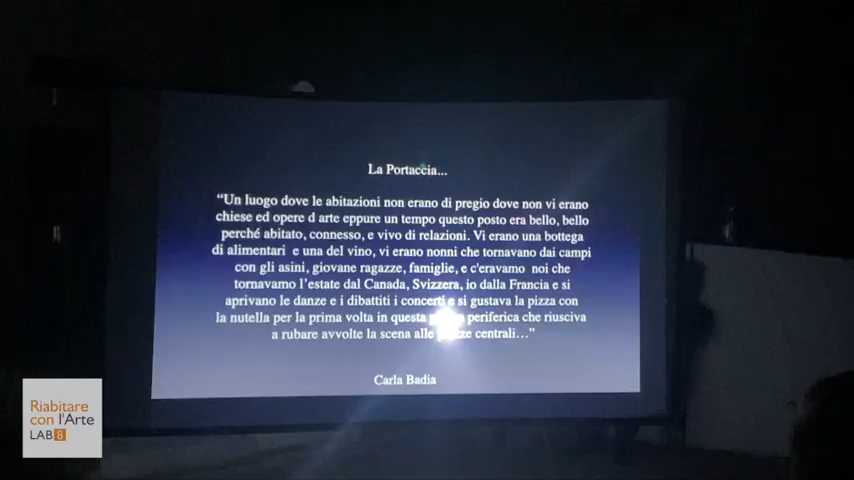 La Portaccia...
“Un luogo dove le abitazioni non erano di pregio dove non vi erano
chiese ed opere d arte eppure un tempo questo posto era bello, bello
perché abitato, connesso, e vivo di relazioni. Vi erano una bottega
di alimentari e una del vino, vi erano nonni che tornavano dai campi
con gli asini, giovane ragazze, famiglie, e c'eravamo noi che
tornavamo l’estate dal Canada, Svizzera, io dalla Francia e si
aprivano le danze e i dibattiti i concerti e si gustava la pizza con
la nutella per la prima volta in questa periferica che riusciva
a rubare avvolte la scena alle centrali…”
Carla Badia
Riabitare
con l'Arte
LAB 8